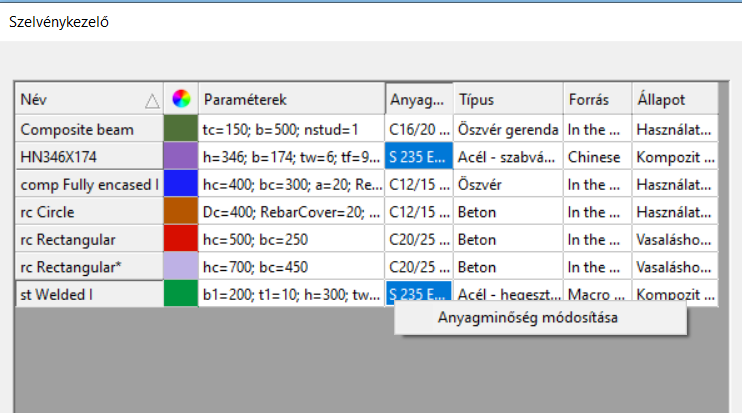 Szelvénykezelő
Név Paraméterek Anyag... Típus Forrás Állapot
Composite beam tc=150; b=500; nstud=1 C16/20 ... Öszvér gerenda In the ... Használat...
HN346X174 h=346; b=174; tw=6; tf=9... S 235 E... Acél - szabvá... Chinese Kompozit ...
comp Fully encased I hc=400; bc=300; a=20; Re... C12/15 ... Öszvér In the ... Használat...
rc Circle Dc=400; RebarCover=20; ... C12/15 ... Beton In the ... Használat...
rc Rectangular hc=500; bc=250 C20/25 ... Beton In the ... Vasalásho...
rc Rectangular* hc=700; bc=450 C20/25 ... Beton In the ... Vasalásho...
st Welded I b1=200; t1=10; h=300; tw... S 235 E... Acél - hegeszt... Macro ... Kompozit ...
Anyagminőség módosítása